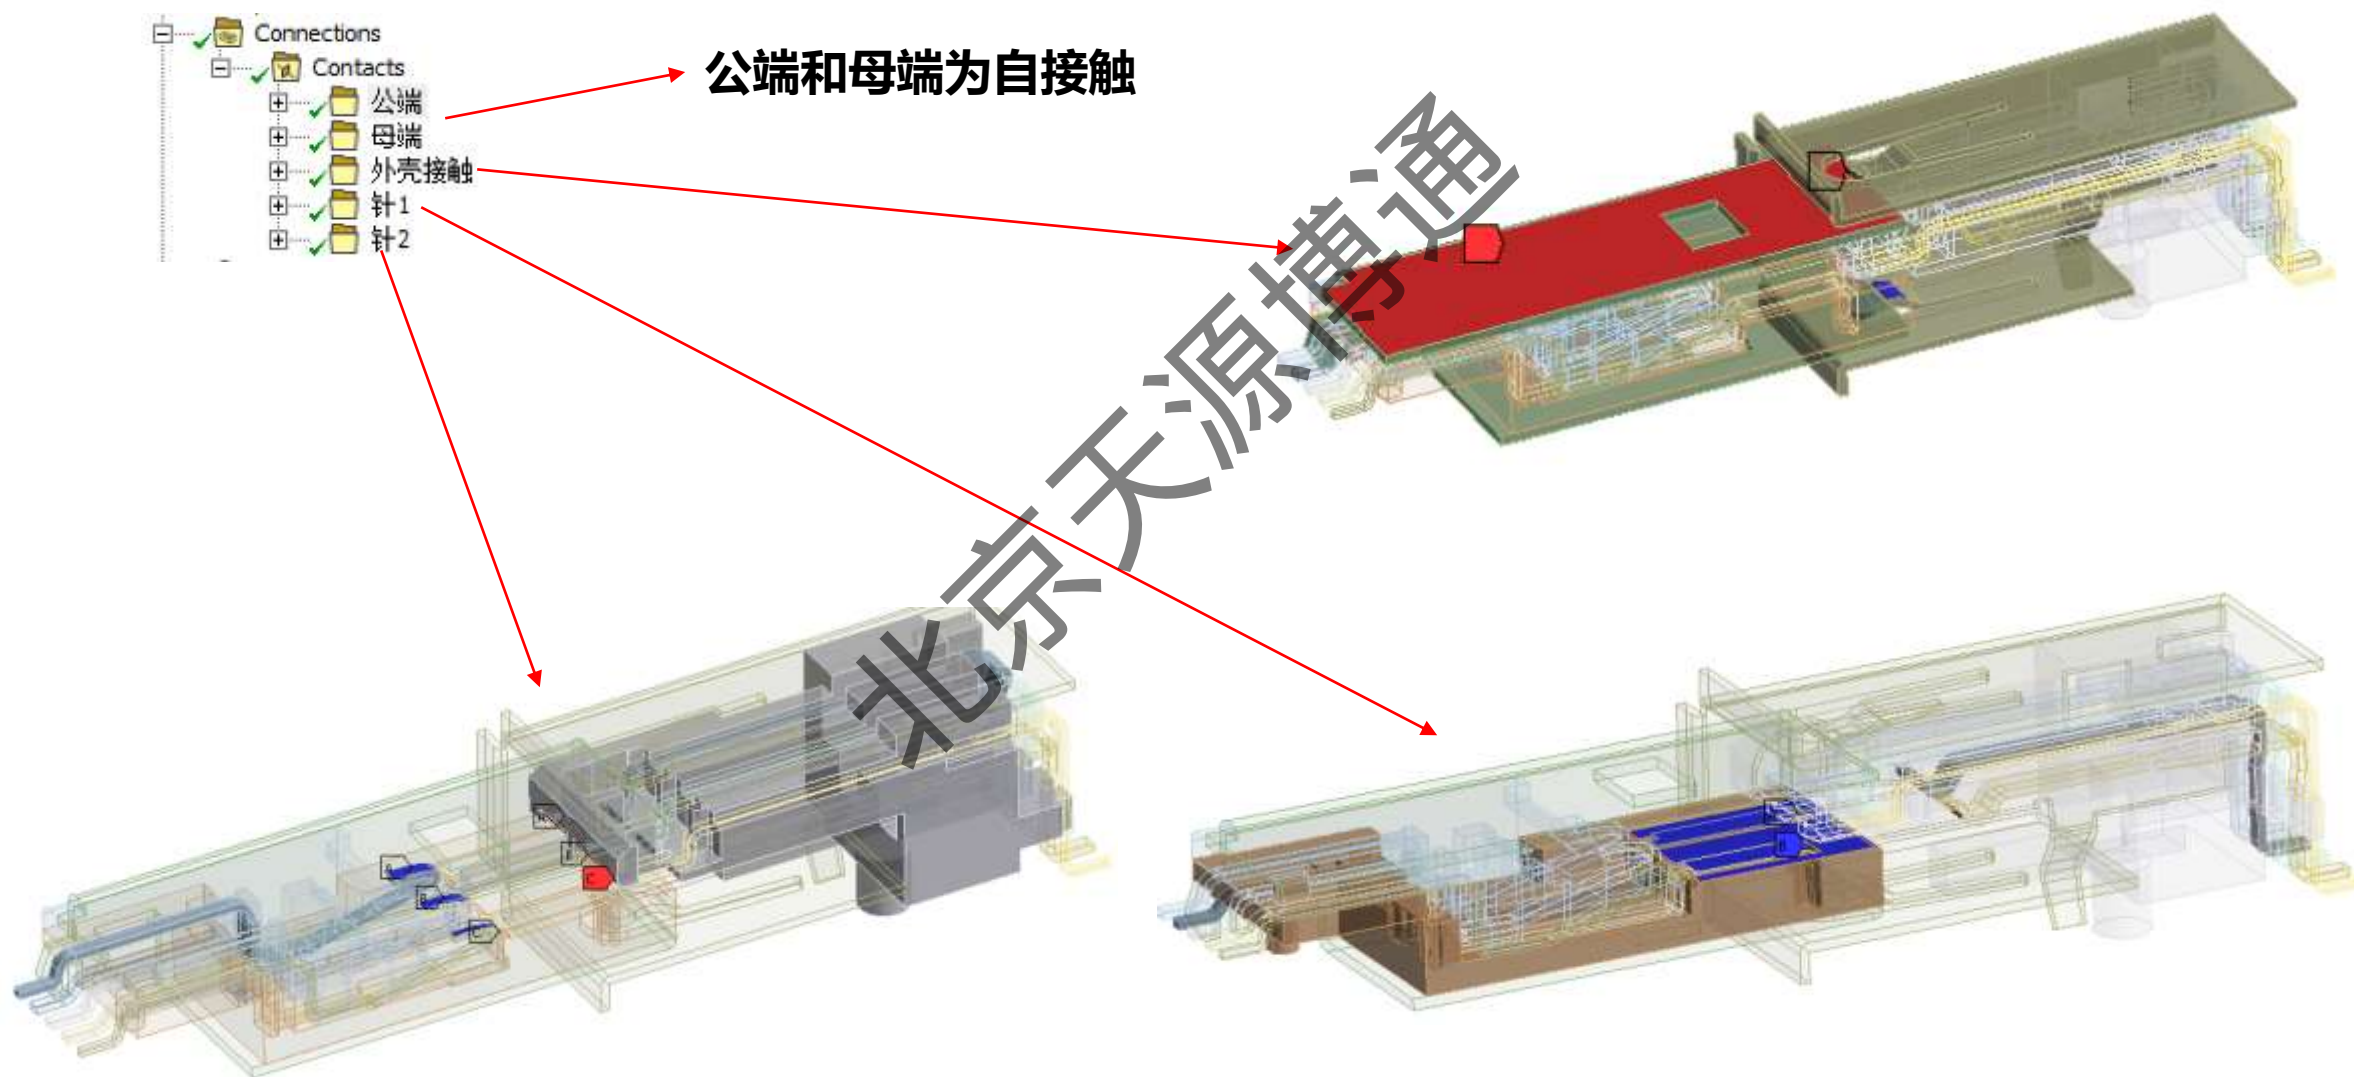 Connections
Contacts
公端
母端
外壳接触
针1
针2
公端和母端为自接触
北京天源博通